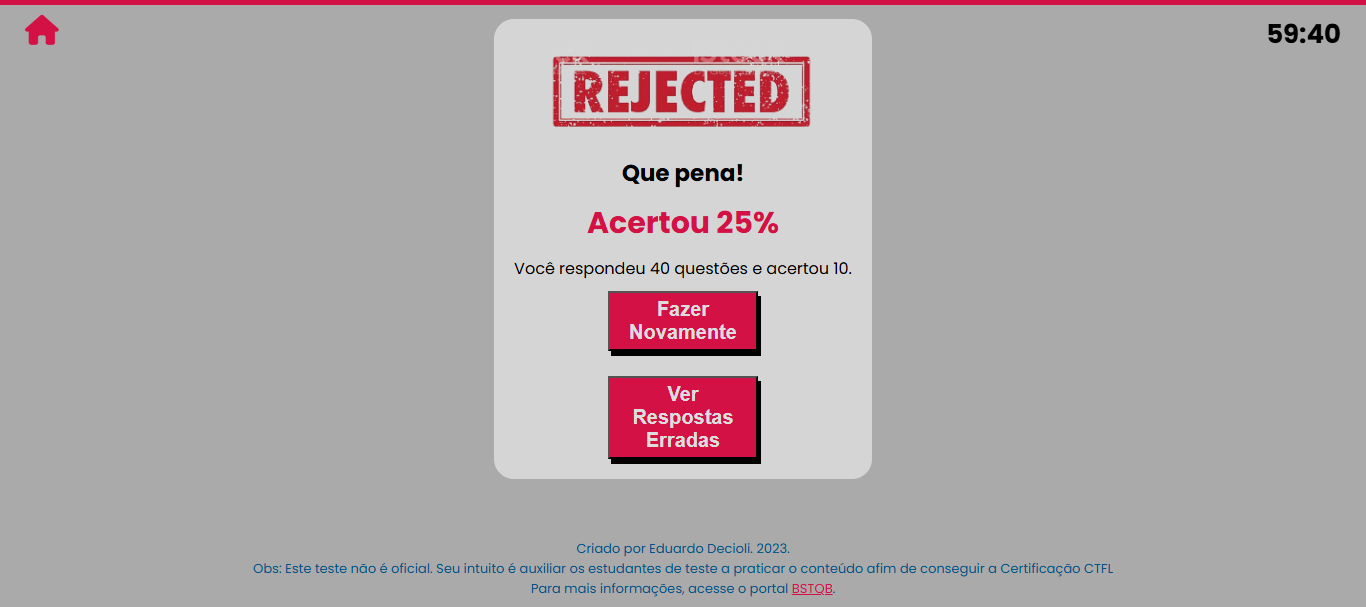 59:40
REJECTED
Que pena!
Acertou 25%
Você respondeu 40 questões e acertou 10.
Fazer
Novamente
Ver
Respostas
Erradas
Criado por Eduardo Decioli. 2023.
Obs: Este teste não é oficial. Seu intuito é auxiliar os estudantes de teste a praticar o conteúdo afim de conseguir a Certificação CTFL
Para mais informações, acesse o portal BSTQB.